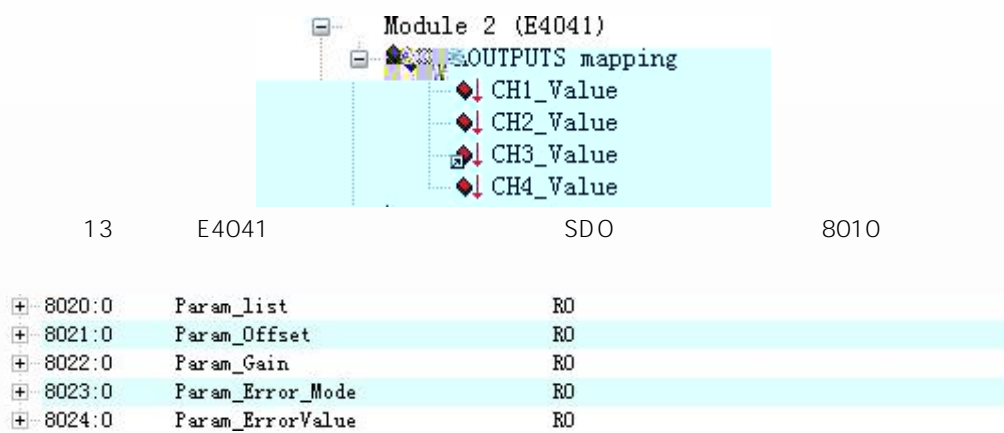 Module 2 (E4041)
OUTPUTS mapping
CH1_Value
CH2_Value
CH3_Value
CH4_Value
13 E4041 SDO 8010
8020:0 Param_list RO
8021:0 Param_Offset RO
8022:0 Param_Gain RO
8023:0 Param_Error_Mode RO
8024:0 Param_ErrorValue RO